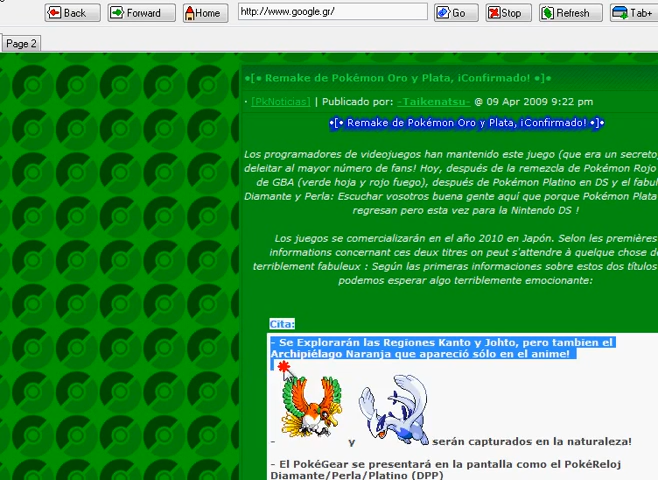 Back Forward Home http://www.google.gr/ Go Stop Refresh Tab+
Page 2
•[• Remake de Pokémon Oro y Plata, ¡Confirmado! •]•
· [PkNoticias] | Publicado por: -Taikenatsu- @ 09 Apr 2009 9:22 pm
•[• Remake de Pokémon Oro y Plata, ¡Confirmado! •]•
Los programadores de videojuegos han mantenido este juego (que era un secreto
deleitar al mayor número de fans! Hoy, después de la remezcla de Pokémon Rojo
de GBA (verde hoja y rojo fuego), después de Pokémon Platino en DS y el fabul
Diamante y Perla: Escuchar vosotros buena gente aquí que porque Pokémon Plata
regresan pero esta vez para la Nintendo DS !
Los juegos se comercializarán en el año 2010 en Japón. Selon les premières
informations concernant ces deux titres on peut s'attendre à quelque chose de
terriblement fabuleux : Según las primeras informaciones sobre estos dos títulos
podemos esperar algo terriblemente emocionante:
Cita:
- Se Explorarán las Regiones Kanto y Johto, pero tambien el
Archipiélago Naranja que apareció sólo en el anime!
- y serán capturados en la naturaleza!
- El PokéGear se presentará en la pantalla como el PokéReloj
Diamante/Perla/Platino (DPP)